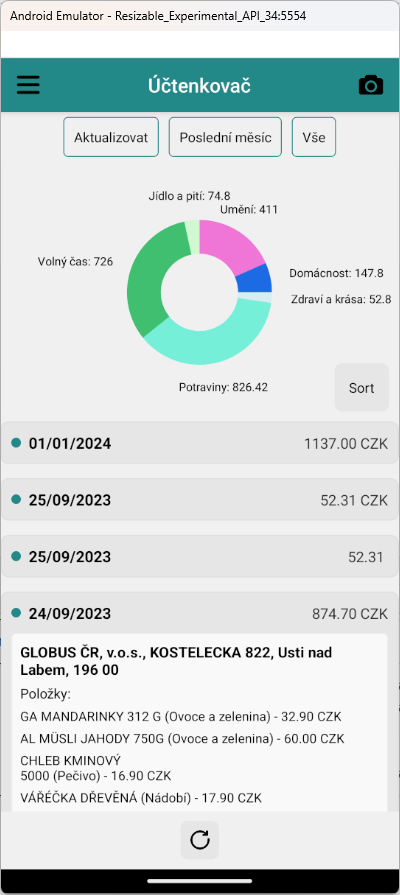 Android Emulator - Resizable_Experimental_API_34:5554
Účtenkovač
Aktualizovat
Poslední měsíc
Vše
Jídlo a pití: 74.8
Umění: 411
Volný čas: 726
Domácnost: 147.8
Zdraví a krása: 52.8
Potraviny: 826.42
Sort
01/01/2024 1137.00 CZK
25/09/2023 52.31 CZK
25/09/2023 52.31
24/09/2023 874.70 CZK
GLOBUS ČR, v.o.s., KOSTELECKA 822, Usti nad
Labem, 196 00
Položky:
GA MANDARINKY 312 G (Ovoce a zelenina) - 32.90 CZK
AL MÜSLI JAHODY 750G (Ovoce a zelenina) - 60.00 CZK
CHLEB KMINOVÝ
5000 (Pečivo) - 16.90 CZK
VÁŘEČKA DŘEVĚNÁ (Nádobí) - 17.90 CZK